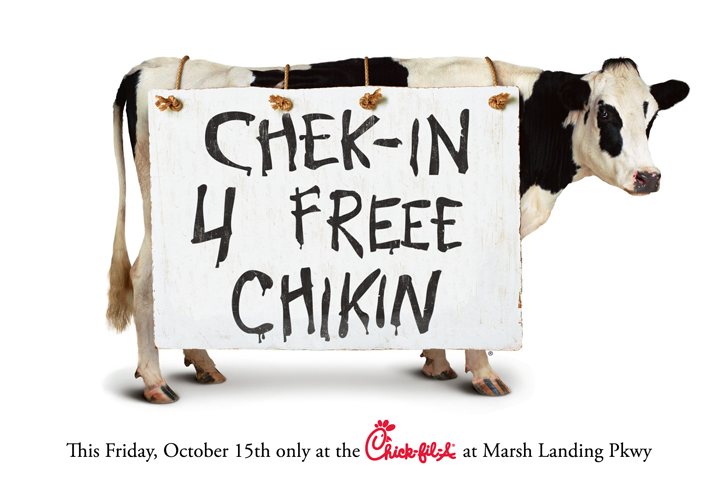 CHEK-IN
4 FREEE
CHIKIN
®
This Friday, October 15th only at the Chick-fil-A® at Marsh Landing Pkwy